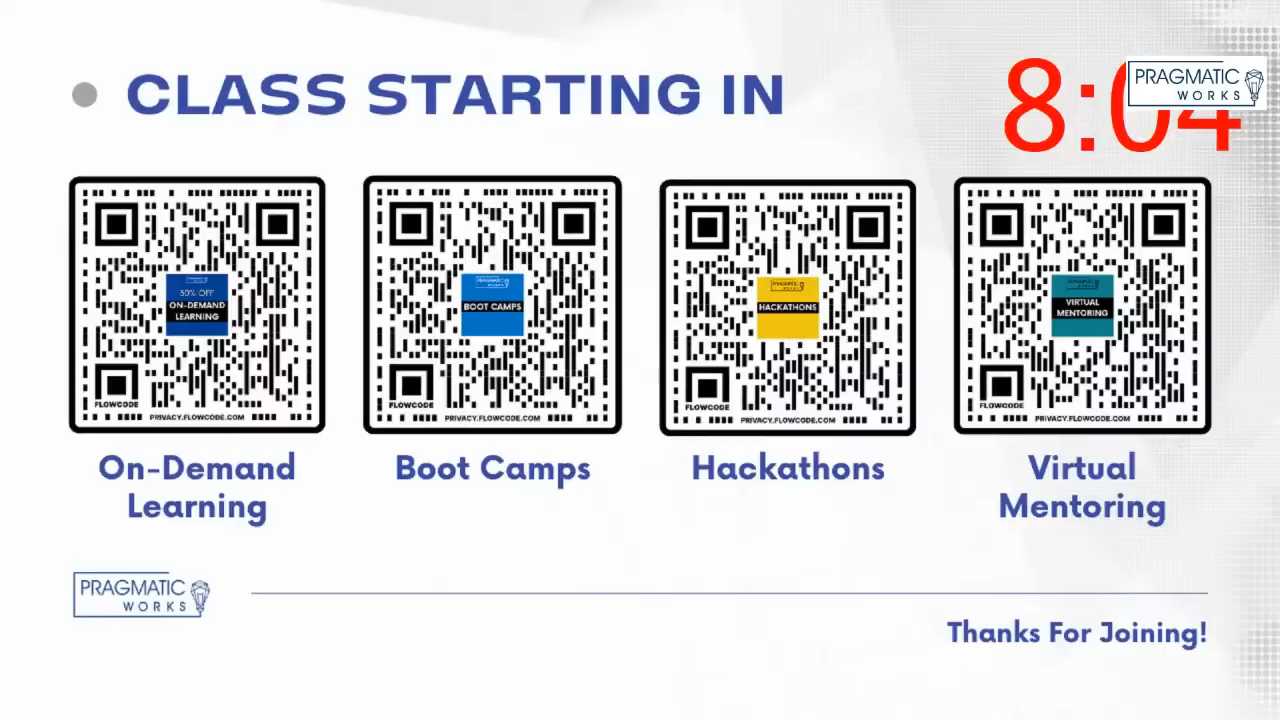 CLASS STARTING IN
8:04
PRAGMATIC
WORKS
50% OFF
ON-DEMAND
LEARNING
FLOWCODE
PRIVACY.FLOWCODE.COM
BOOT CAMPS
FLOWCODE
PRIVACY.FLOWCODE.COM
PRAGMATIC
HACKATHONS
FLOWCODE
PRIVACY.FLOWCODE.COM
VIRTUAL
MENTORING
FLOWCODE
PRIVACY.FLOWCODE.COM
On-Demand
Learning
Boot Camps
Hackathons
Virtual
Mentoring
PRAGMATIC
WORKS
Thanks For Joining!